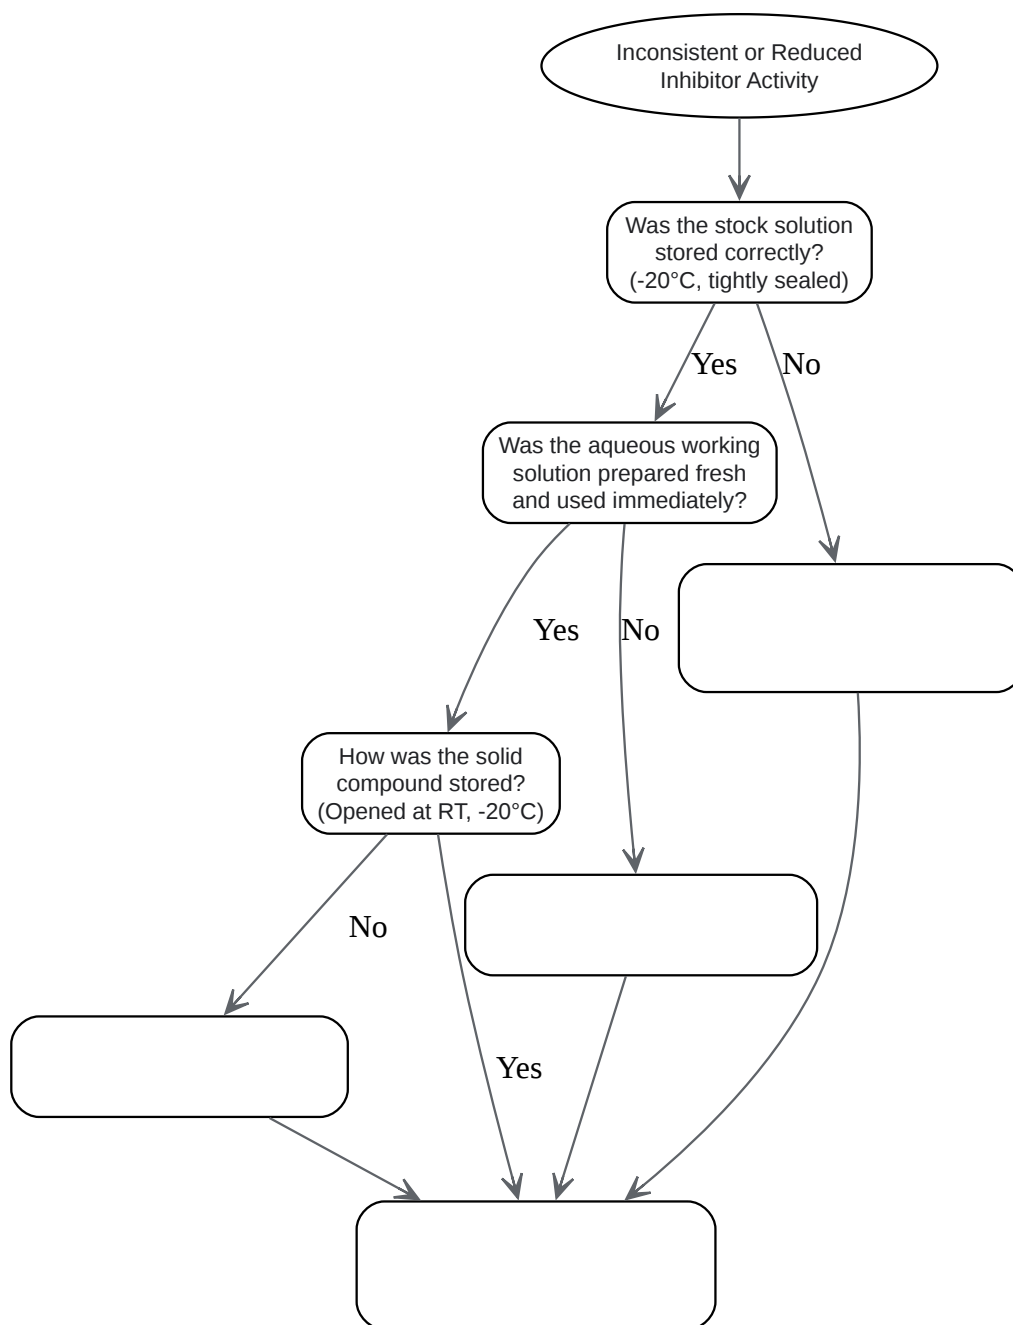 Inconsistent or Reduced
Inhibitor Activity
Was the stock solution
stored correctly?
(-20°C, tightly sealed)
Yes
No
Was the aqueous working
solution prepared fresh
and used immediately?
Yes
No
How was the solid
compound stored?
(Opened at RT, -20°C)
No
Yes